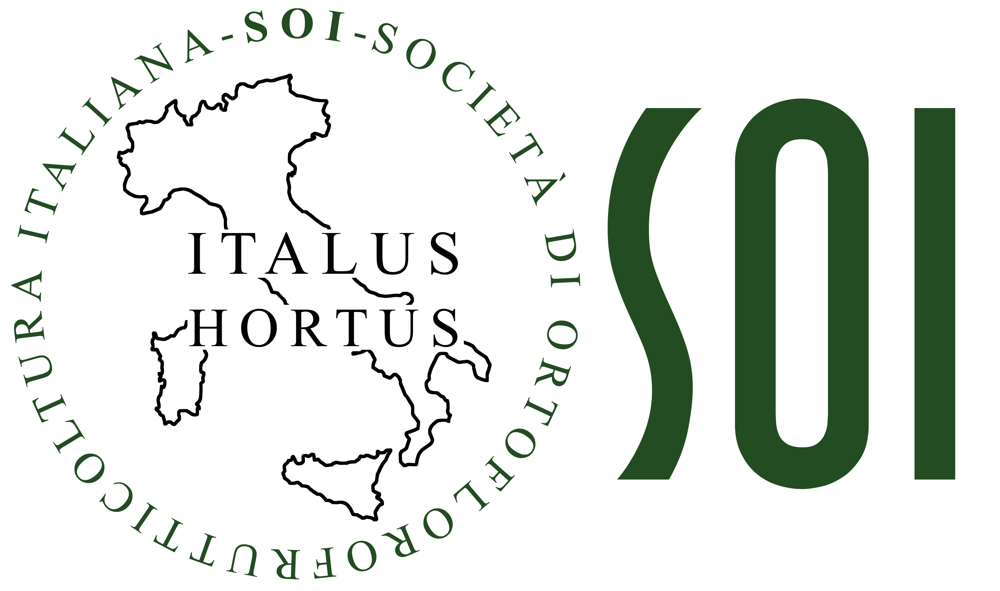 -SOI-SOCIETÀ DI ORTOFLOROFRUTTICOLTURA ITALIANA
ITALUS
HORTUS
SOI